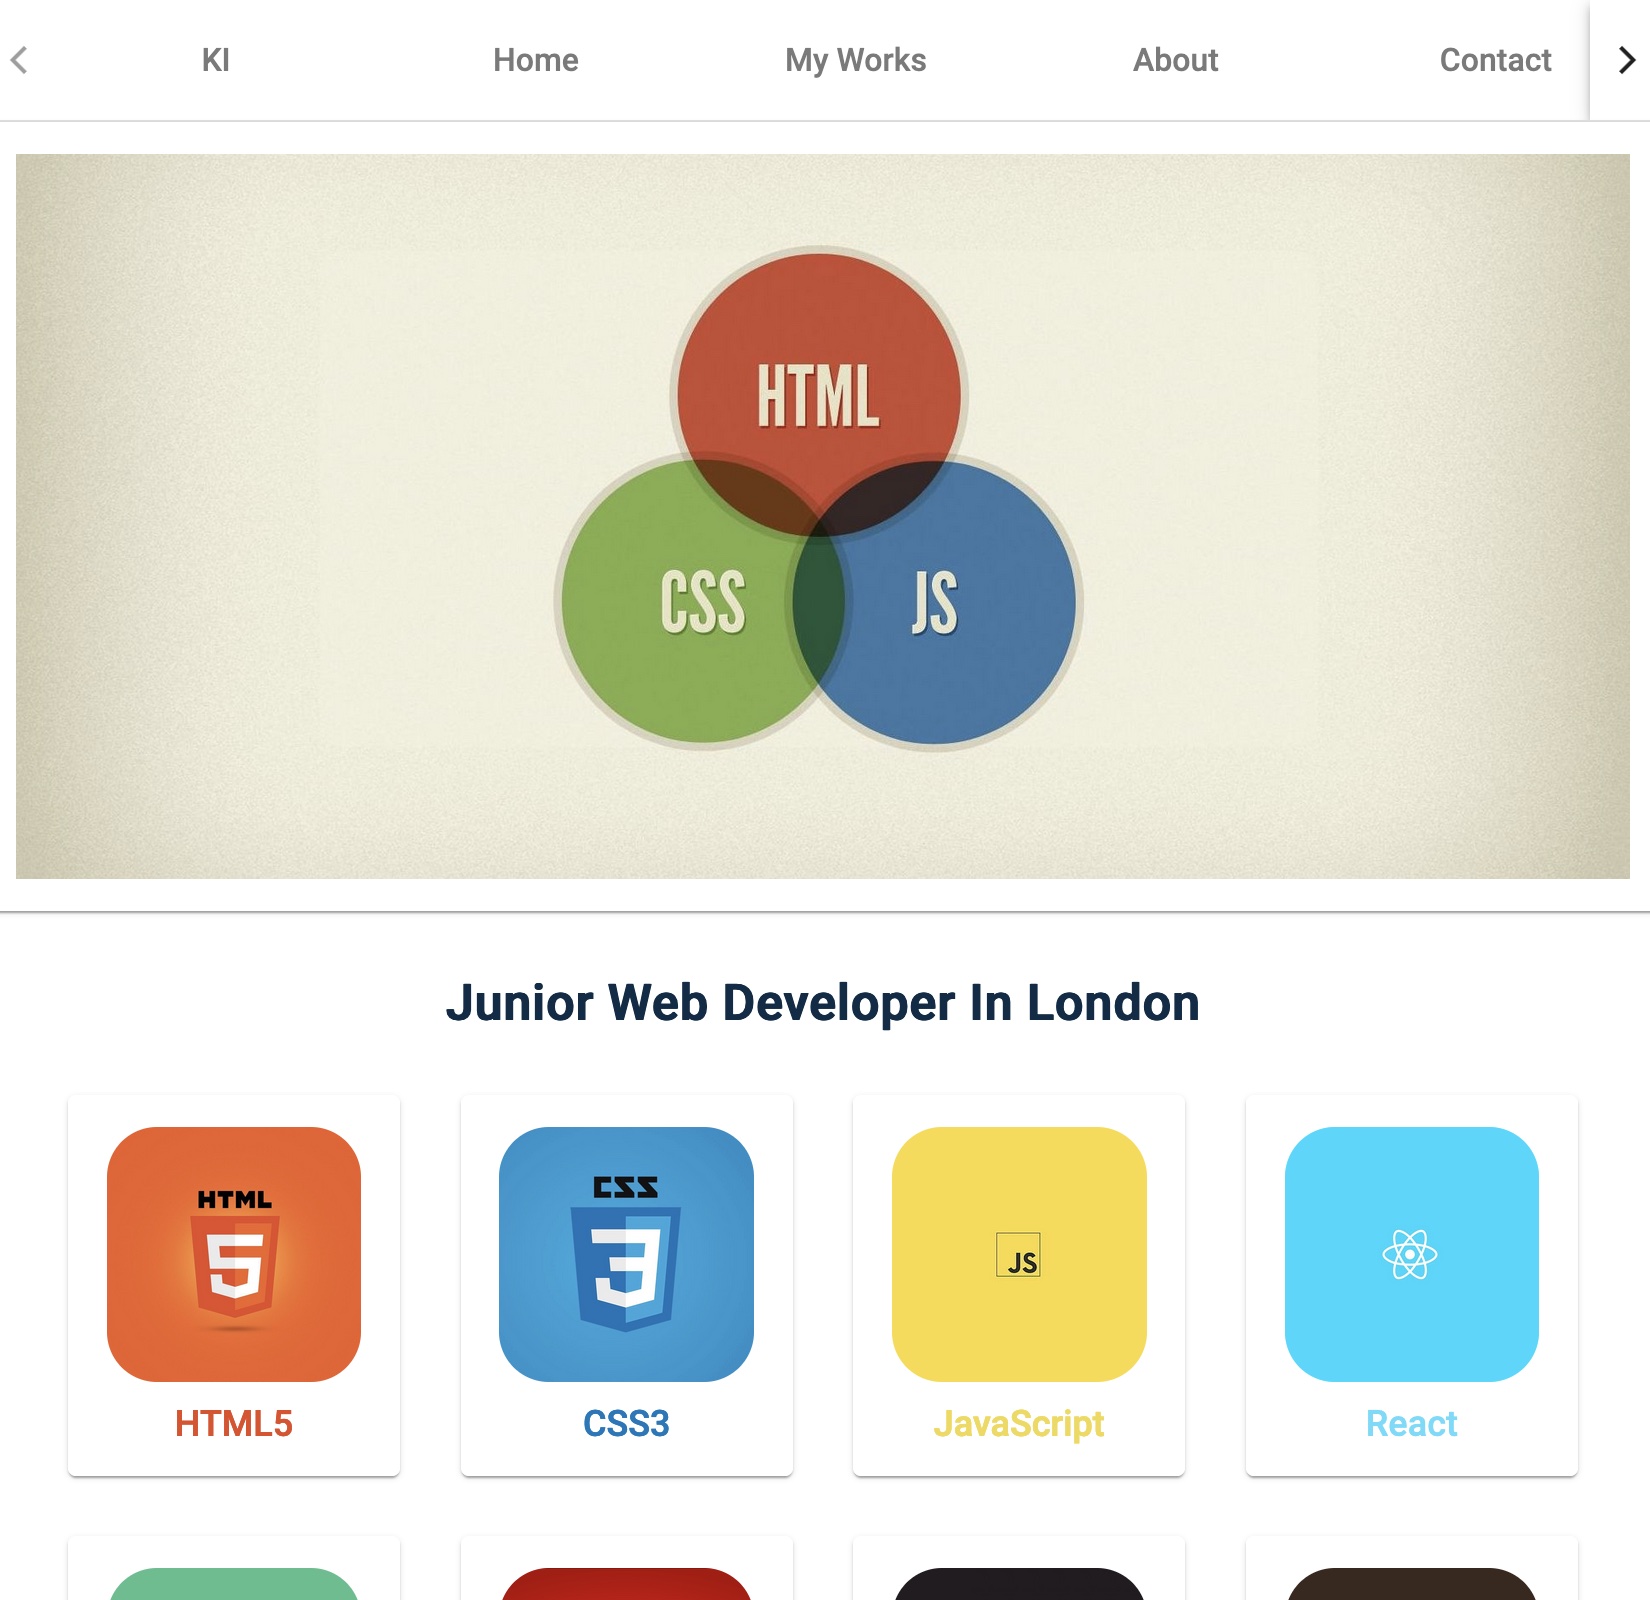 KI Home My Works About Contact
HTML
CSS JS
Junior Web Developer In London
HTML CSS
5 3 JS
HTML5 CSS3 JavaScript React